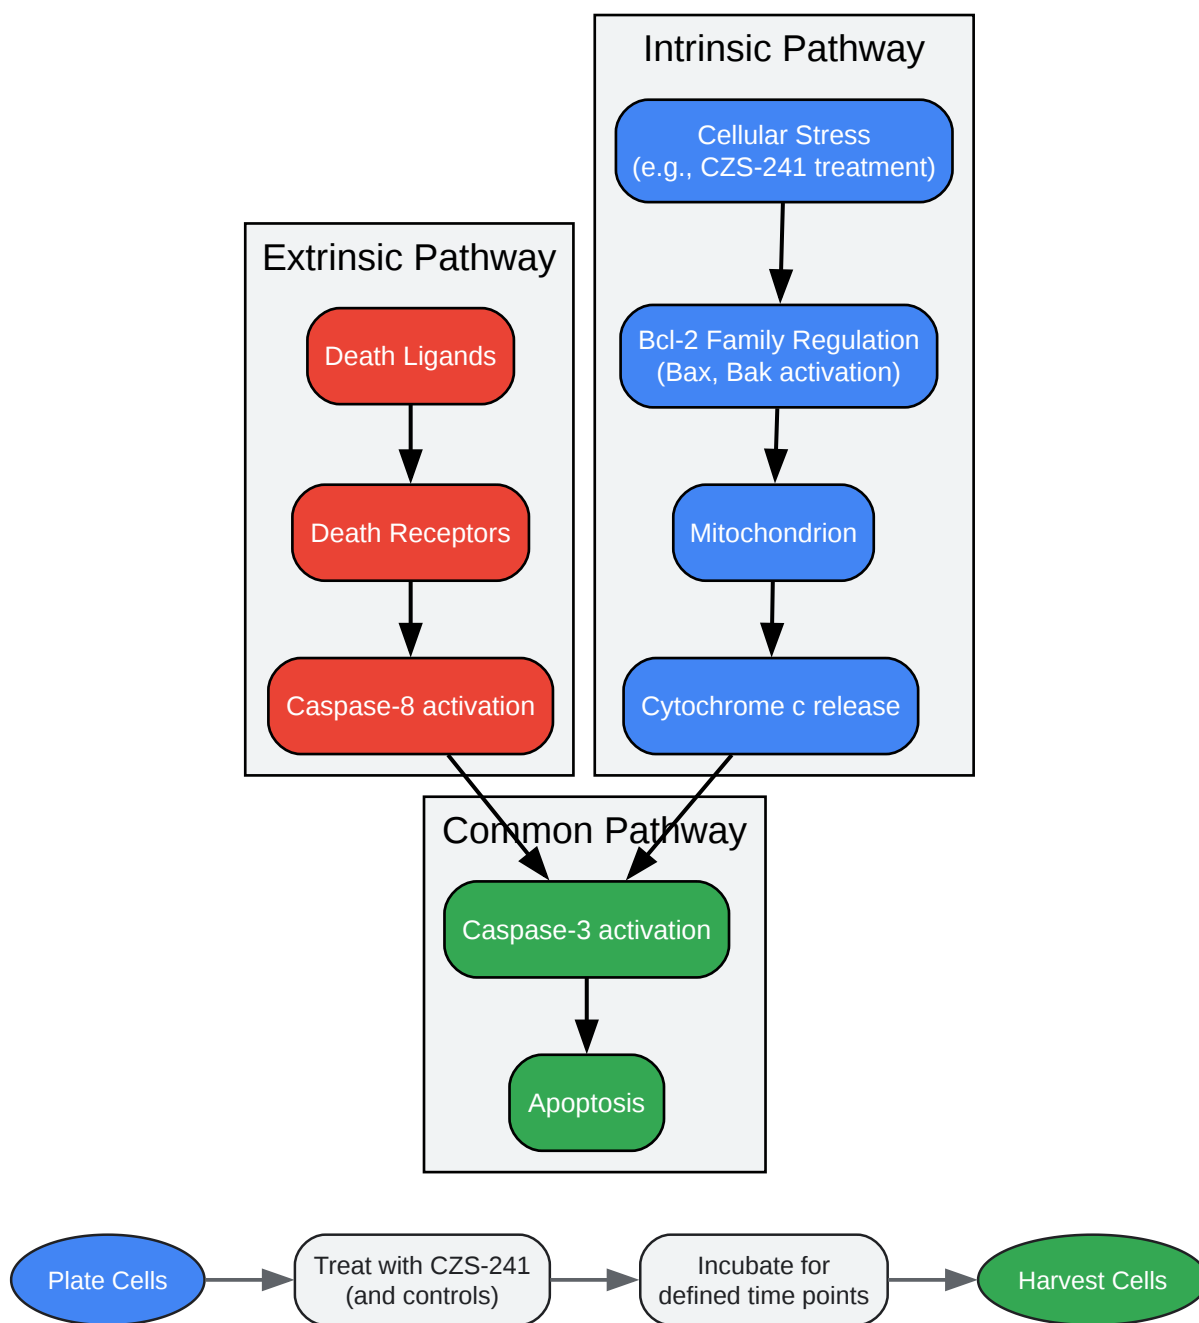 Intrinsic Pathway
Cellular Stress
(e.g., CZS-241 treatment)
Bcl-2 Family Regulation
(Bax, Bak activation)
Mitochondrion
Cytochrome c release
Extrinsic Pathway
Death Ligands
Death Receptors
Caspase-8 activation
Common Pathway
Caspase-3 activation
Apoptosis
Plate Cells
Treat with CZS-241
(and controls)
Incubate for
defined time points
Harvest Cells